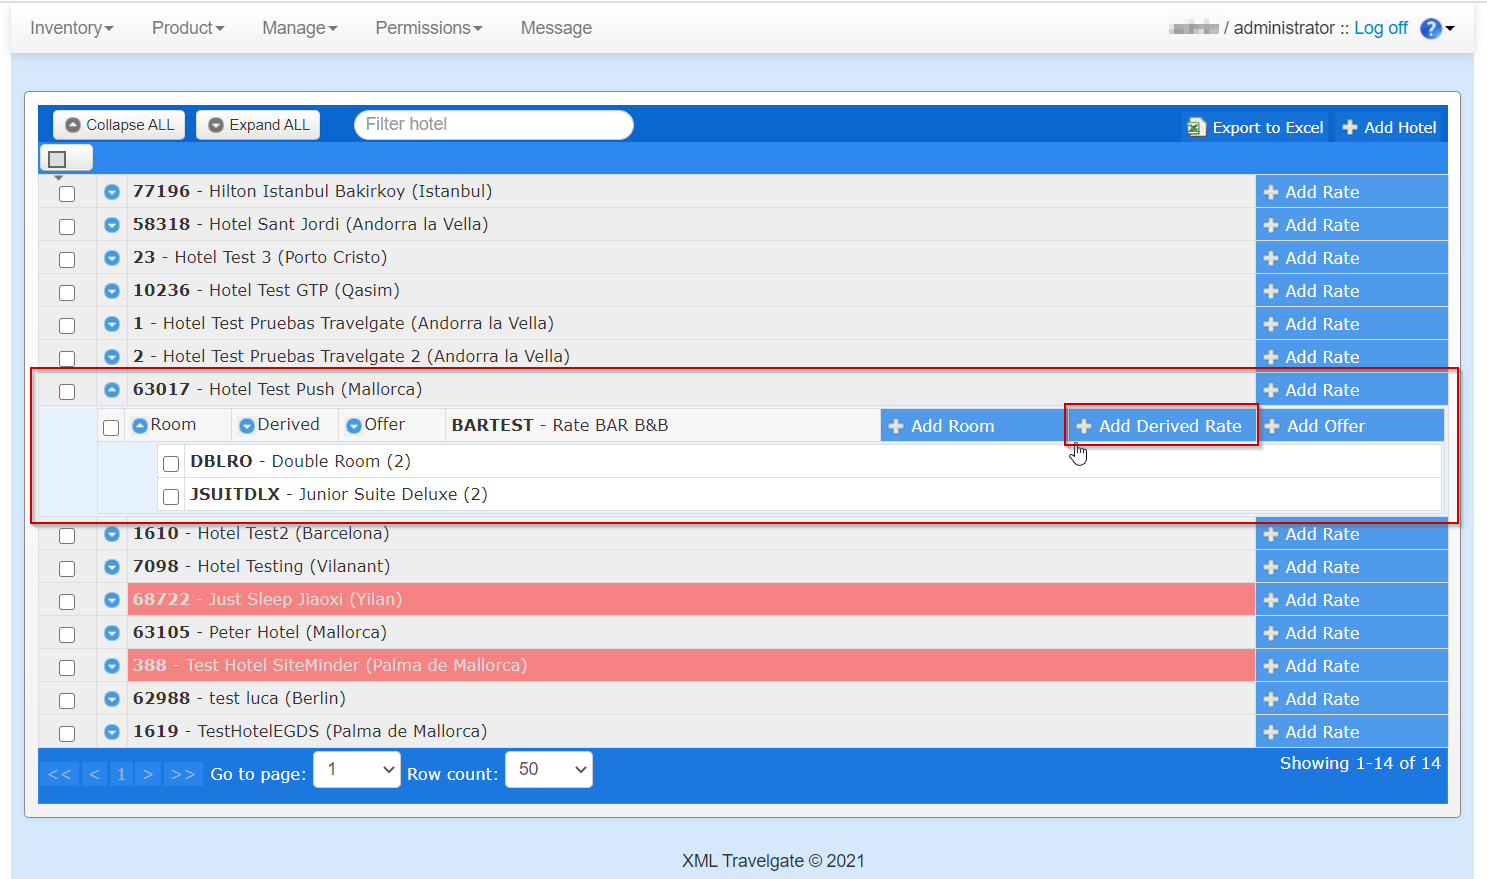 Inventory Product Manage Permissions Message / administrator :: Log off ?
Collapse ALL Expand ALL Filter hotel Export to Excel Add Hotel
77196 - Hilton Istanbul Bakirkoy (Istanbul) Add Rate
58318 - Hotel Sant Jordi (Andorra la Vella) Add Rate
23 - Hotel Test 3 (Porto Cristo) Add Rate
10236 - Hotel Test GTP (Qasim) Add Rate
1 - Hotel Test Pruebas Travelgate (Andorra la Vella) Add Rate
2 - Hotel Test Pruebas Travelgate 2 (Andorra la Vella) Add Rate
63017 - Hotel Test Push (Mallorca) Add Rate
Room Derived Offer BARTEST - Rate BAR B&B Add Room Add Derived Rate Add Offer
DBLRO - Double Room (2)
JSUITDLX - Junior Suite Deluxe (2)
1610 - Hotel Test2 (Barcelona) Add Rate
7098 - Hotel Testing (Vilanant) Add Rate
68722 - Just Sleep Jiaoxi (Yilan) Add Rate
63105 - Peter Hotel (Mallorca) Add Rate
388 - Test Hotel SiteMinder (Palma de Mallorca) Add Rate
62988 - test luca (Berlin) Add Rate
1619 - TestHotelEGDS (Palma de Mallorca) Add Rate
<< < 1 > >> Go to page: 1 Row count: 50 Showing 1-14 of 14
XML Travelgate © 2021